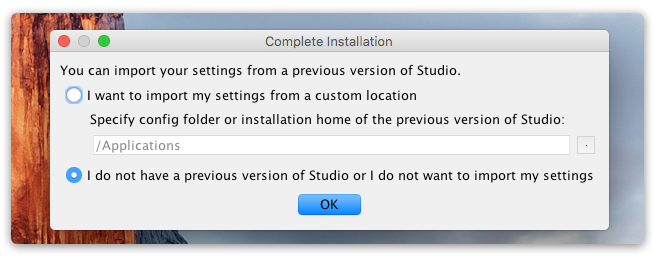 Complete Installation
You can import your settings from a previous version of Studio.
I want to import my settings from a custom location
Specify config folder or installation home of the previous version of Studio:
/Applications
I do not have a previous version of Studio or I do not want to import my settings
OK